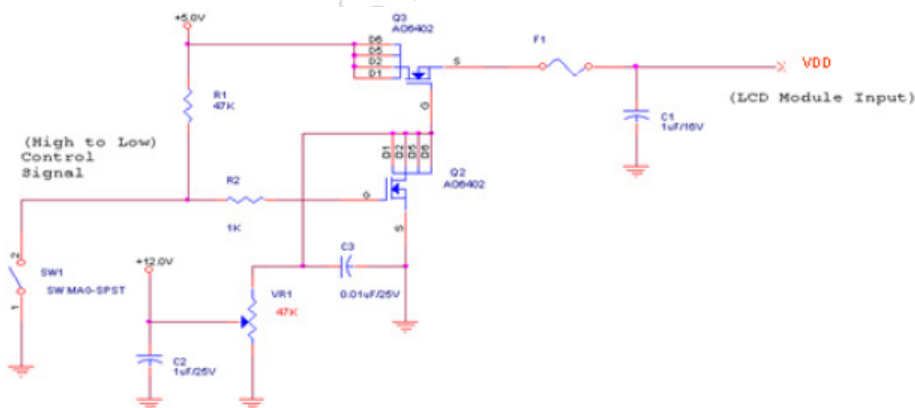 +5.0V
Q3
AO6402
D6
D5
D2
D1
S
G
F1
VDD
(LCD Module Input)
C1
1uF/16V
R1
47K
(High to Low)
Control
Signal
R2
1K
G
D1
D2
D5
D6
Q2
AO6402
S
2
SW1
SW MAG-SPST
1
+12.0V
C3
0.01uF/25V
VR1
47K
C2
1uF/25V